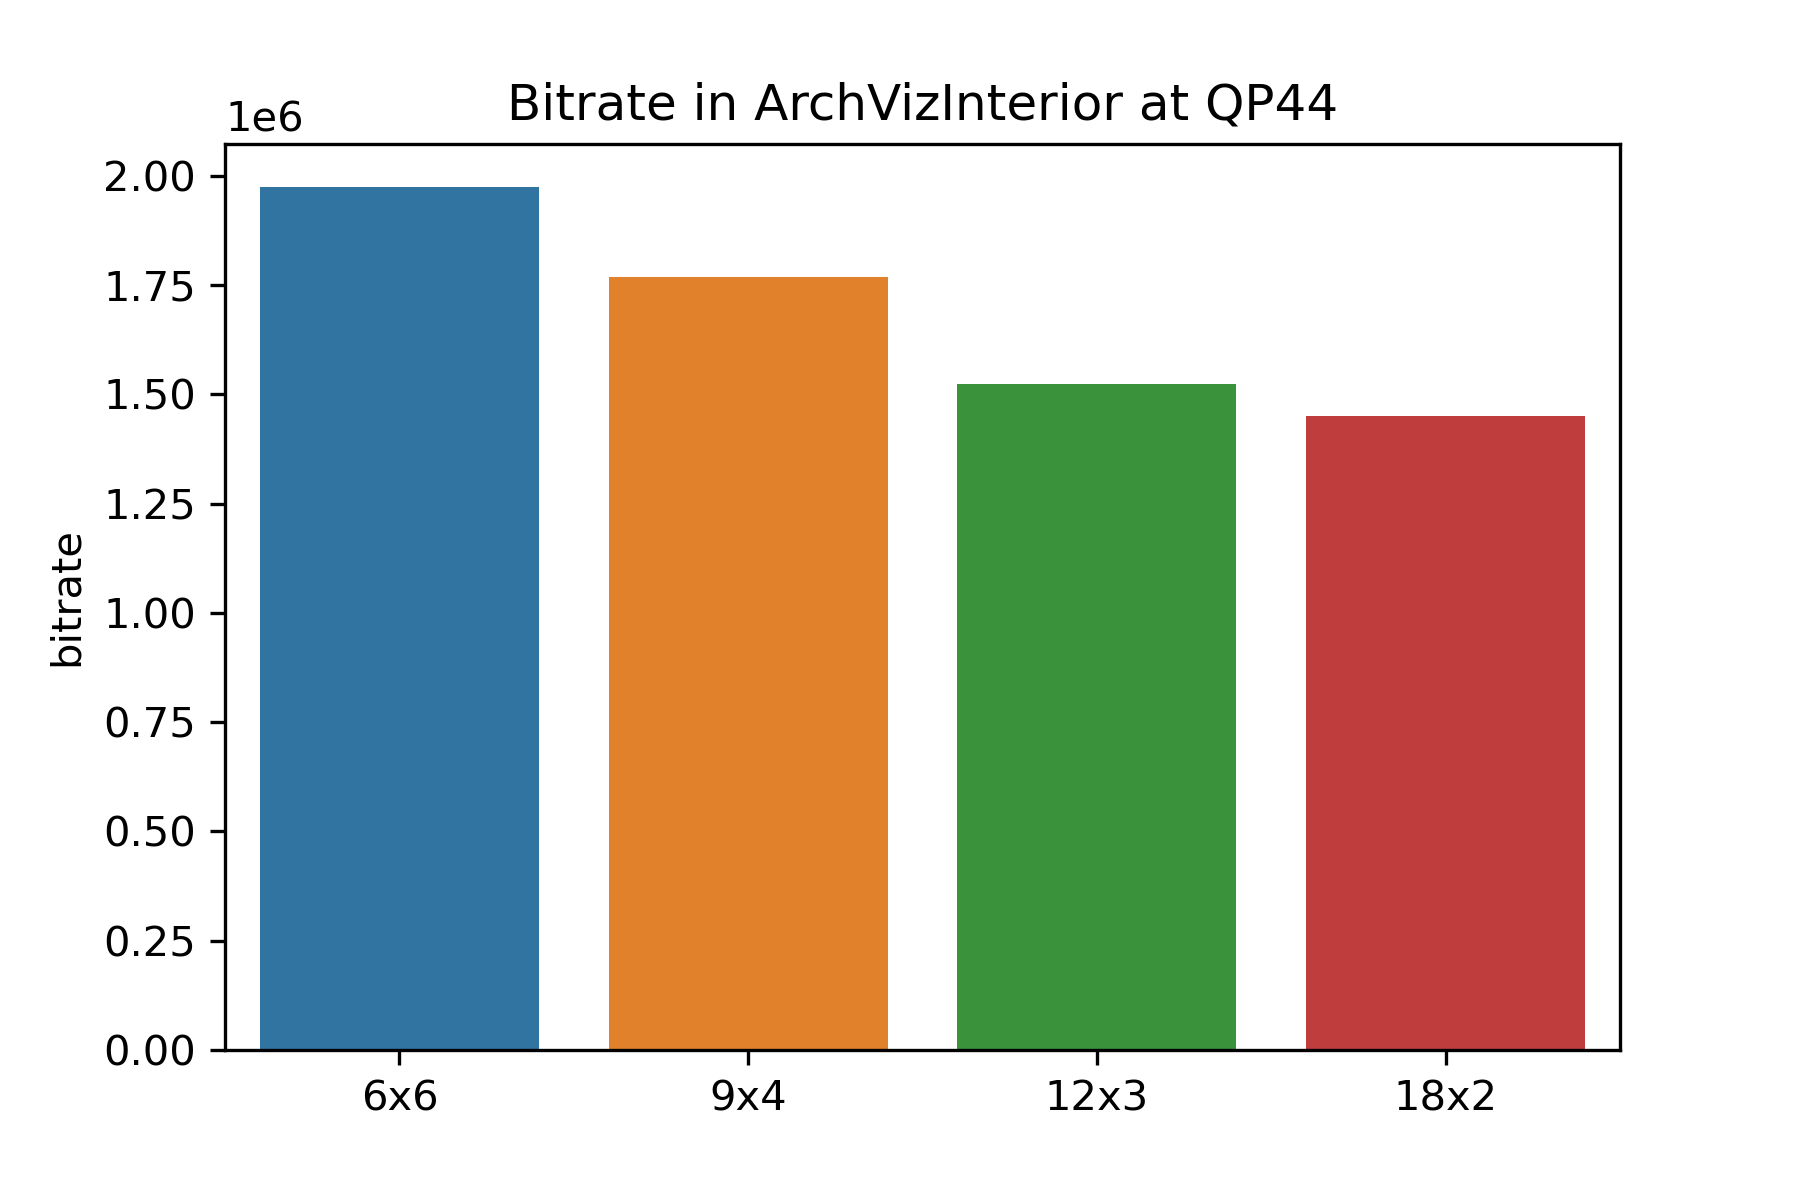 Bitrate in ArchVizInterior at QP44
1e6
2.00
1.75
1.50
1.25
1.00
0.75
0.50
0.25
0.00
bitrate
6x6 9x4 12x3 18x2